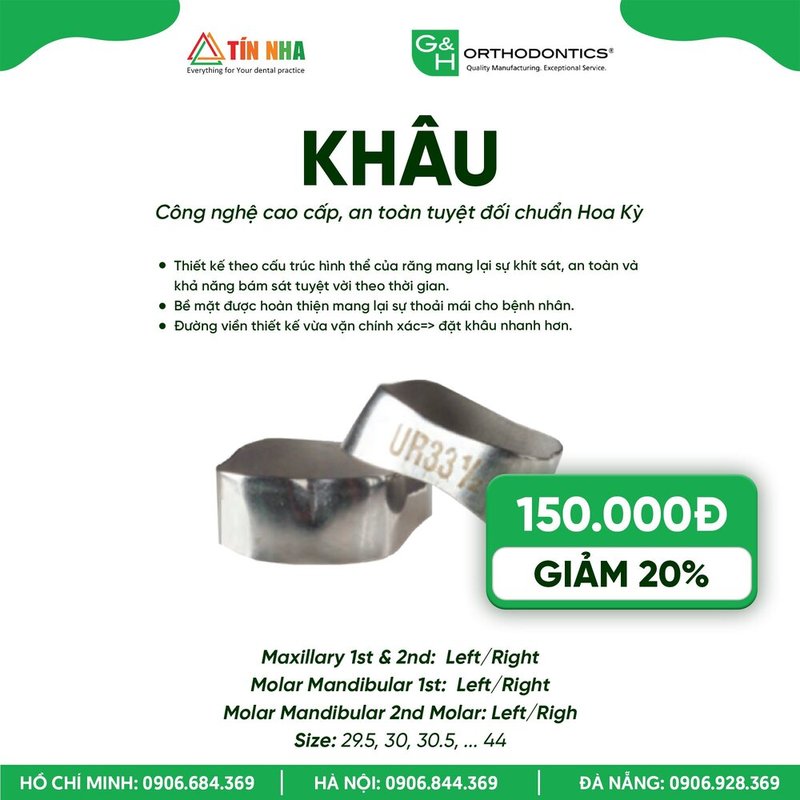 TÍN NHA
Everything for Your dental practice
G&H ORTHODONTICS®
Quality Manufacturing. Exceptional Service.
KHÂU
Công nghệ cao cấp, an toàn tuyệt đối chuẩn Hoa Kỳ
• Thiết kế theo cấu trúc hình thể của răng mang lại sự khít sát, an toàn và
khả năng bám sát tuyệt vời theo thời gian.
• Bề mặt được hoàn thiện mang lại sự thoải mái cho bệnh nhân.
• Đường viền thiết kế vừa vặn chính xác=> đặt khâu nhanh hơn.
UR33
150.000Đ
GIẢM 20%
Maxillary 1st & 2nd: Left/Right
Molar Mandibular 1st: Left/Right
Molar Mandibular 2nd Molar: Left/Righ
Size: 29.5, 30, 30.5, ... 44
HỒ CHÍ MINH: 0906.684.369 | HÀ NỘI: 0906.844.369 | ĐÀ NẴNG: 0906.928.369